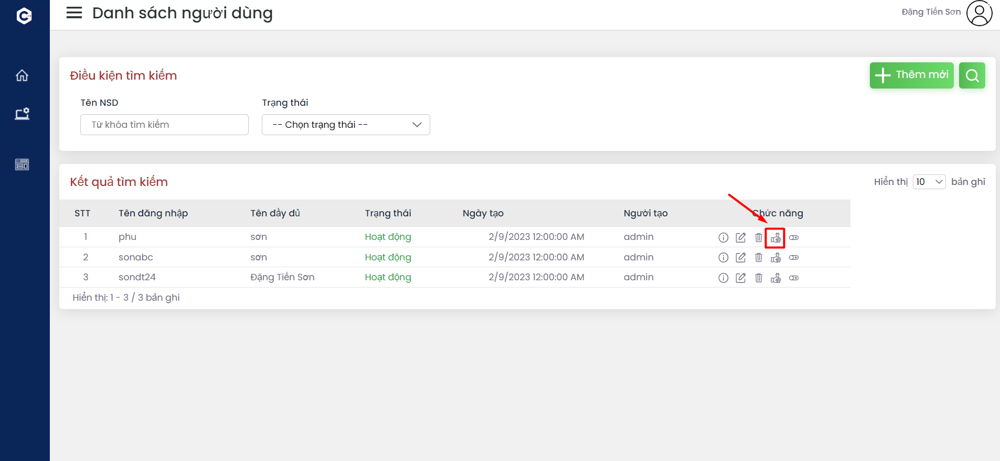 Danh sách người dùng
Đặng Tiến Sơn
Điều kiện tìm kiếm
Thêm mới
Tên NSD
Trạng thái
Từ khóa tìm kiếm
-- Chọn trạng thái --
Kết quả tìm kiếm
Hiển thị 10 bản ghi
STT Tên đăng nhập Tên đầy đủ Trạng thái Ngày tạo Người tạo Chức năng
1 phu sơn Hoạt động 2/9/2023 12:00:00 AM admin
2 sonabc sơn Hoạt động 2/9/2023 12:00:00 AM admin
3 sondt24 Đặng Tiến Sơn Hoạt động 2/9/2023 12:00:00 AM admin
Hiển thị: 1 - 3 / 3 bản ghi